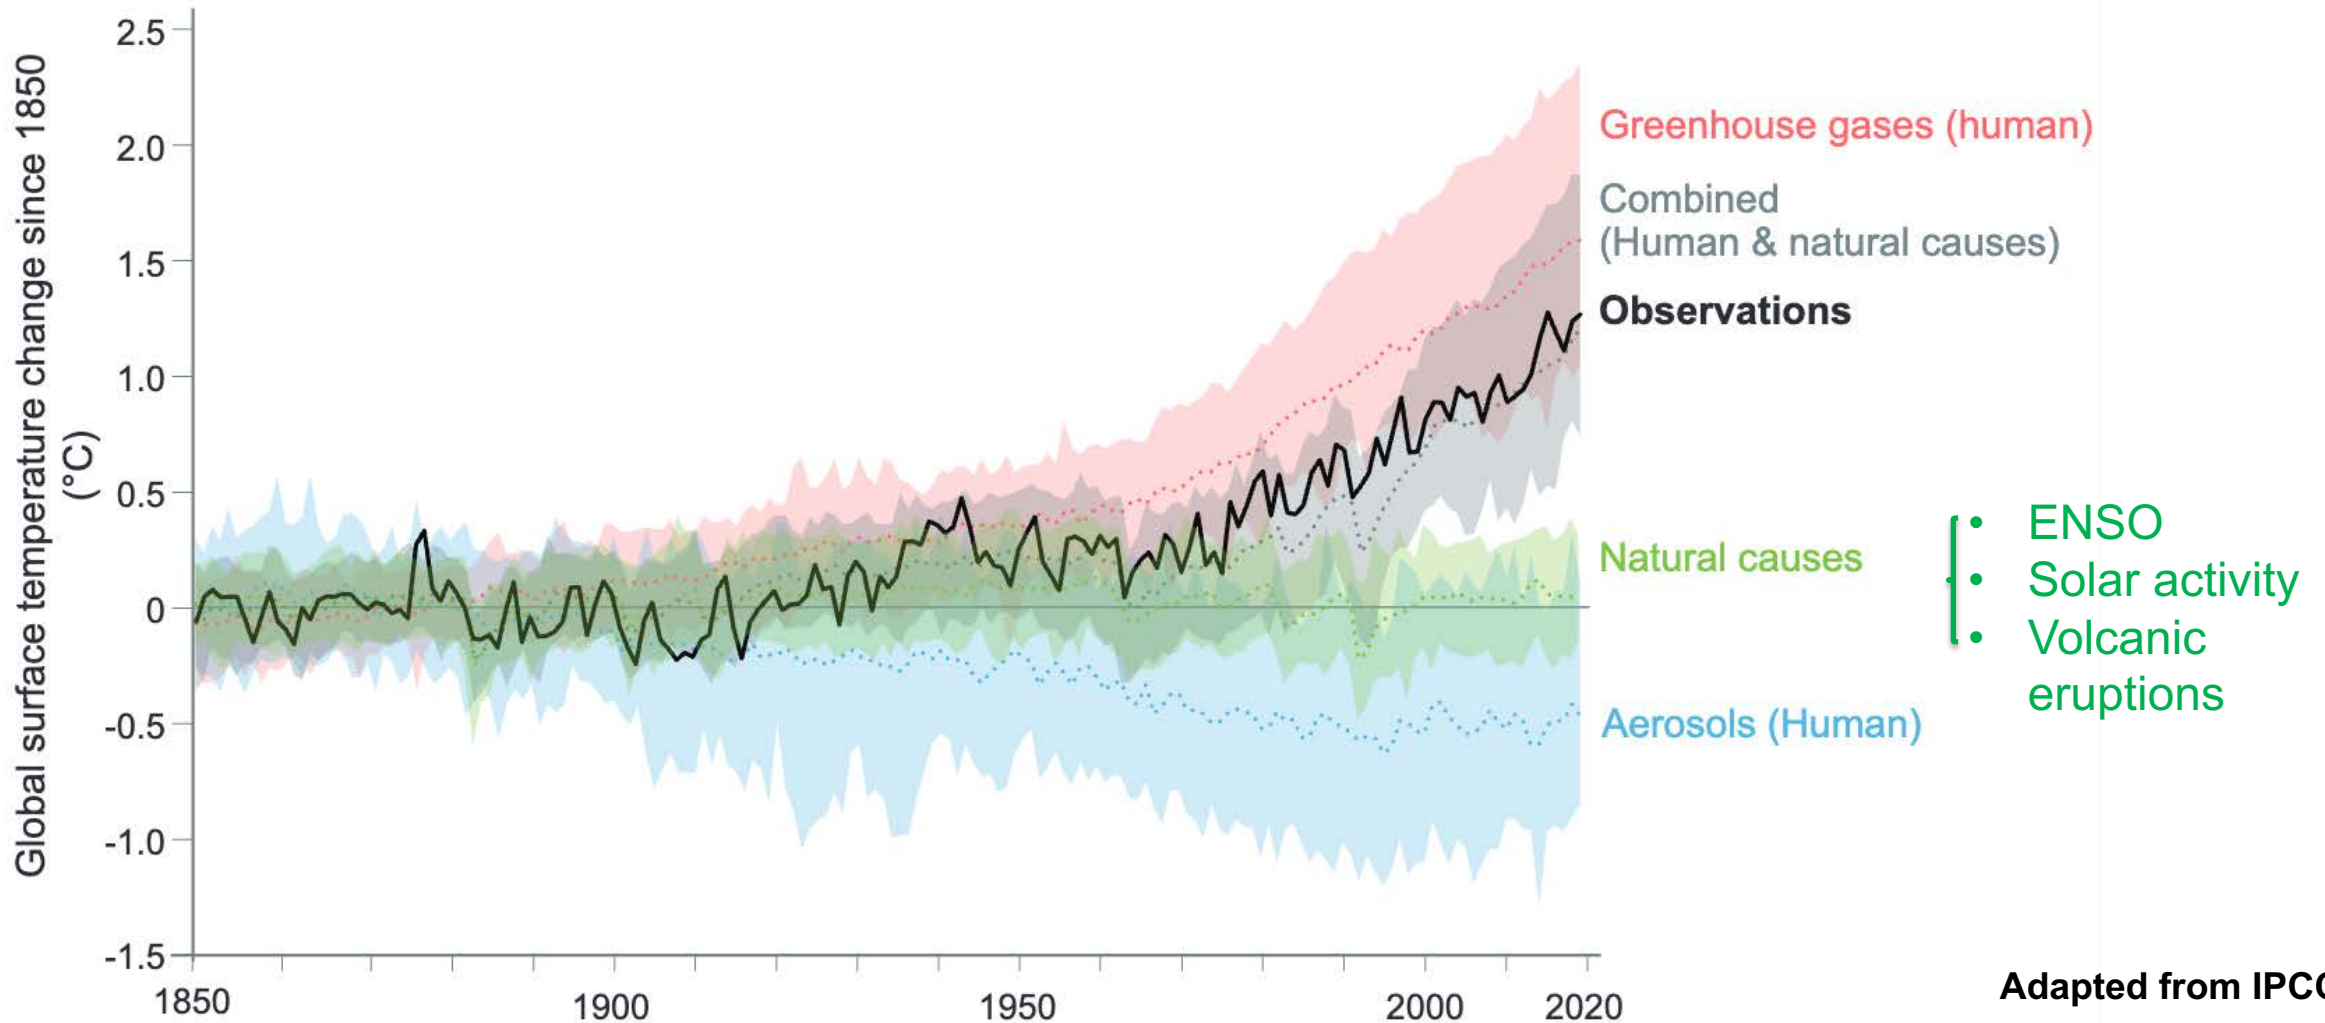 Global surface temperature change since 1850
(°C)
2.5
2.0
1.5
1.0
0.5
0
-0.5
-1.0
-1.5
1850
1900
1950
2000
2020
Greenhouse gases (human)
Combined
(Human & natural causes)
Observations
Natural causes
Aerosols (Human)
• ENSO
• Solar activity
• Volcanic
eruptions
Adapted from IPCC